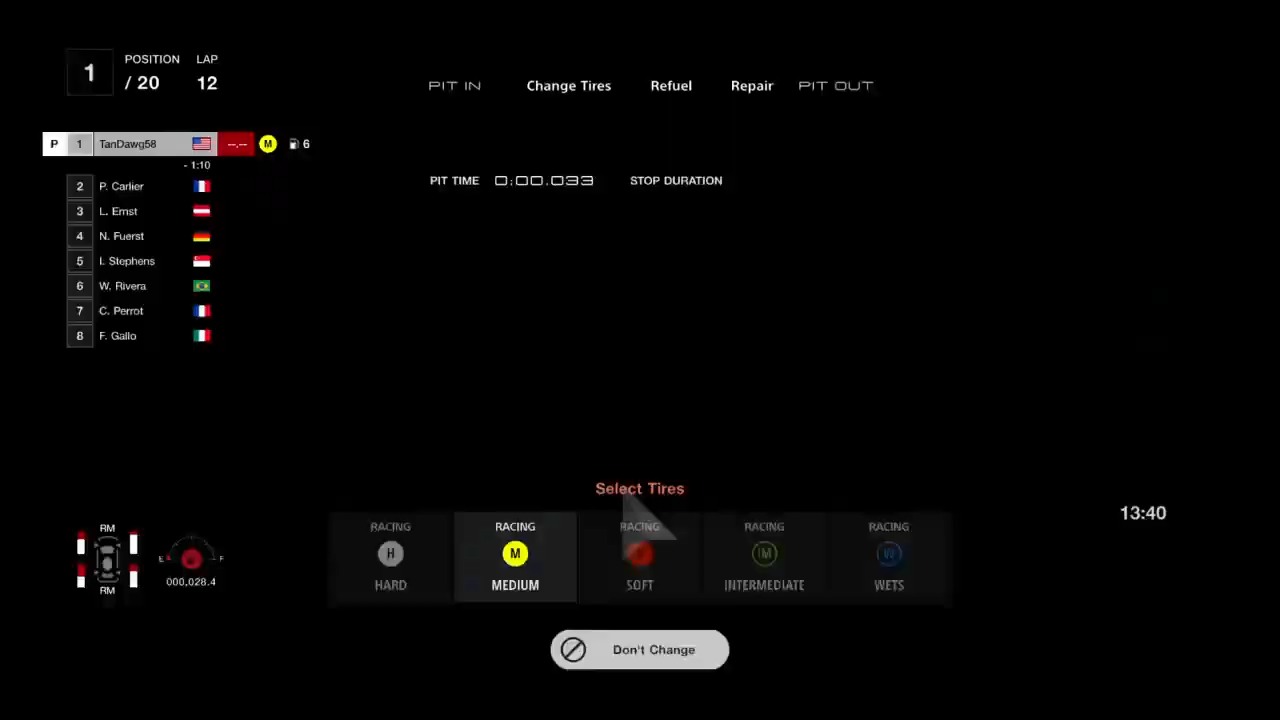 1
POSITION
/ 20
LAP
12
PIT IN
Change Tires
Refuel
Repair
PIT OUT
P 1 TanDawg58 --.-- M 6
- 1:10
2 P. Carlier
3 L. Ernst
4 N. Fuerst
5 I. Stephens
6 W. Rivera
7 C. Perrot
8 F. Gallo
PIT TIME 0:00.033
STOP DURATION
Select Tires
RACING
H
HARD
RACING
M
MEDIUM
RACING
SOFT
RACING
IM
INTERMEDIATE
RACING
W
WETS
Don't Change
RM
RM
E F
000,028.4
13:40